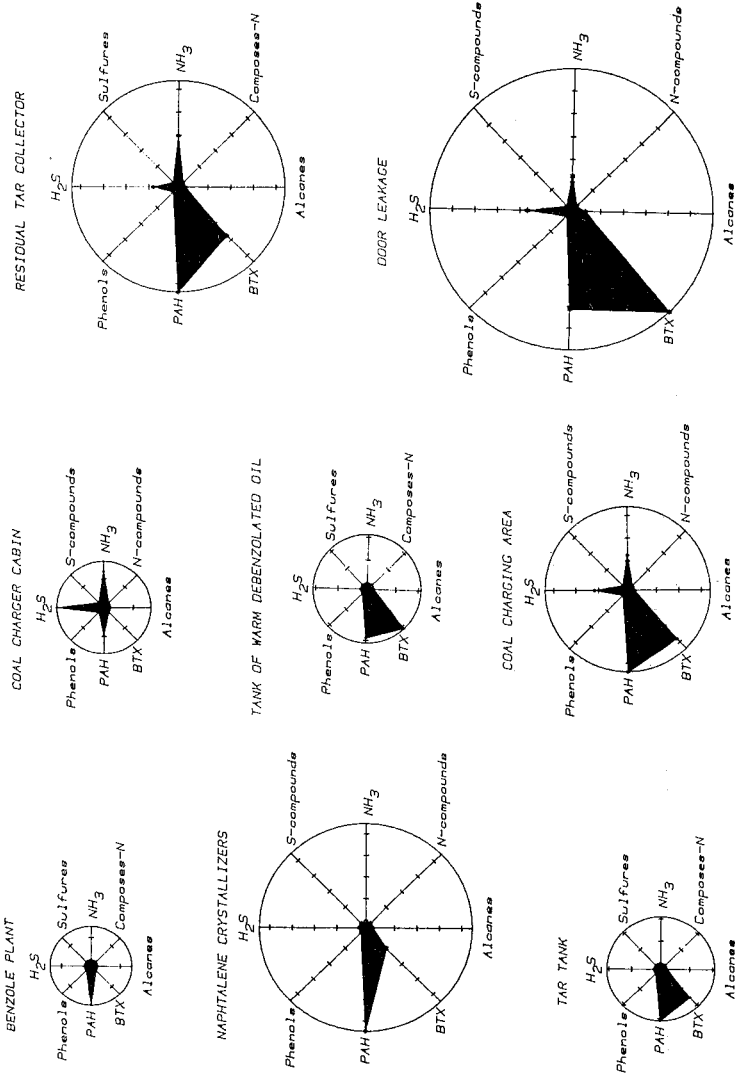 BENZOLE PLANT
H2S
Sulfures
NH3
Composes-N
Alcanes
BTX
PAH
Phenols
COAL CHARGER CABIN
H2S
S-compounds
NH3
N-compounds
Alcanes
BTX
PAH
Phenols
RESIDUAL TAR COLLECTOR
H2S
Sulfures
NH3
Composes-N
Alcanes
BTX
PAH
Phenols
NAPHTALENE CRYSTALLIZERS
H2S
S-compounds
NH3
N-compounds
Alcanes
BTX
PAH
Phenols
TANK OF WARM DEBENZOLATED OIL
H2S
Sulfures
NH3
Composes-N
Alcanes
BTX
PAH
Phenols
DOOR LEAKAGE
H2S
S-compounds
NH3
N-compounds
Alcanes
BTX
PAH
Phenols
TAR TANK
H2S
Sulfures
NH3
Composes-N
Alcanes
BTX
PAH
Phenols
COAL CHARGING AREA
H2S
S-compounds
NH3
N-compounds
Alcanes
BTX
PAH
Phenols